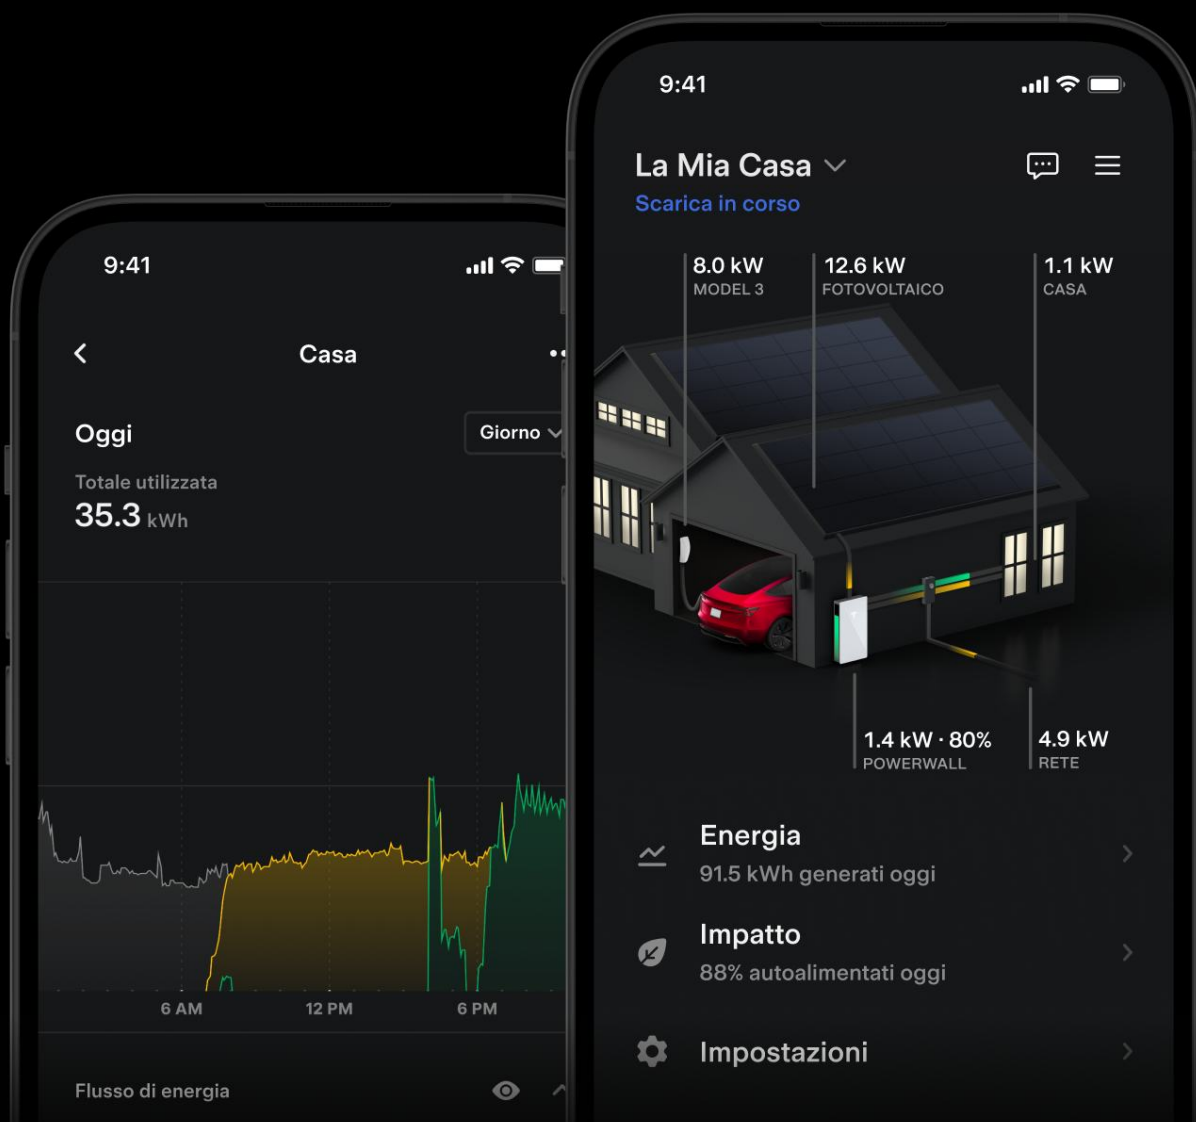 9:41
Casa
Oggi
Giorno
Totale utilizzata
35.3 kWh
6 AM 12 PM 6 PM
Flusso di energia
9:41
La Mia Casa
Scarica in corso
8.0 kW 12.6 kW 1.1 kW
MODEL 3 FOTOVOLTAICO CASA
1.4 kW · 80% 4.9 kW
POWERWALL RETE
Energia
91.5 kWh generati oggi
Impatto
88% autoalimentati oggi
Impostazioni